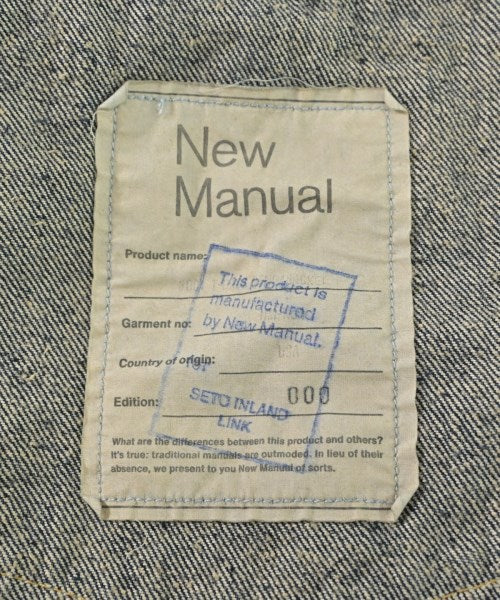 New
Manual
Product name:
Garment no:
Country of origin:
Edition: 000
What are the differences between this product and others?
It's true: traditional manuals are outmoded. In lieu of their
absence, we present to you New Manual of sorts.
This product is
manufactured
by New Manual.
for
SETO INLAND
LINK